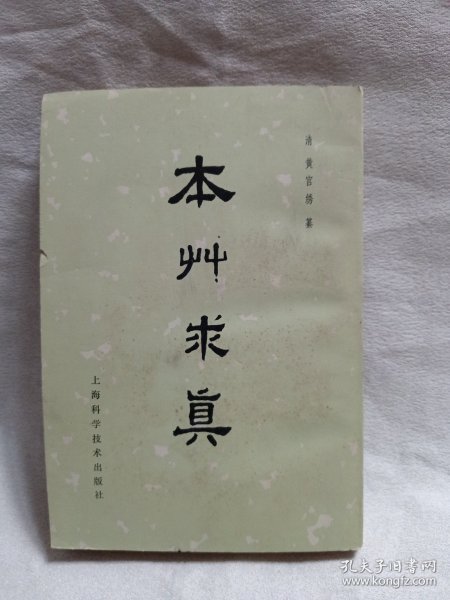 清 黄宫绣 纂
本艸求真
上海科学技术出版社
孔夫子旧书网
www.kongfz.com